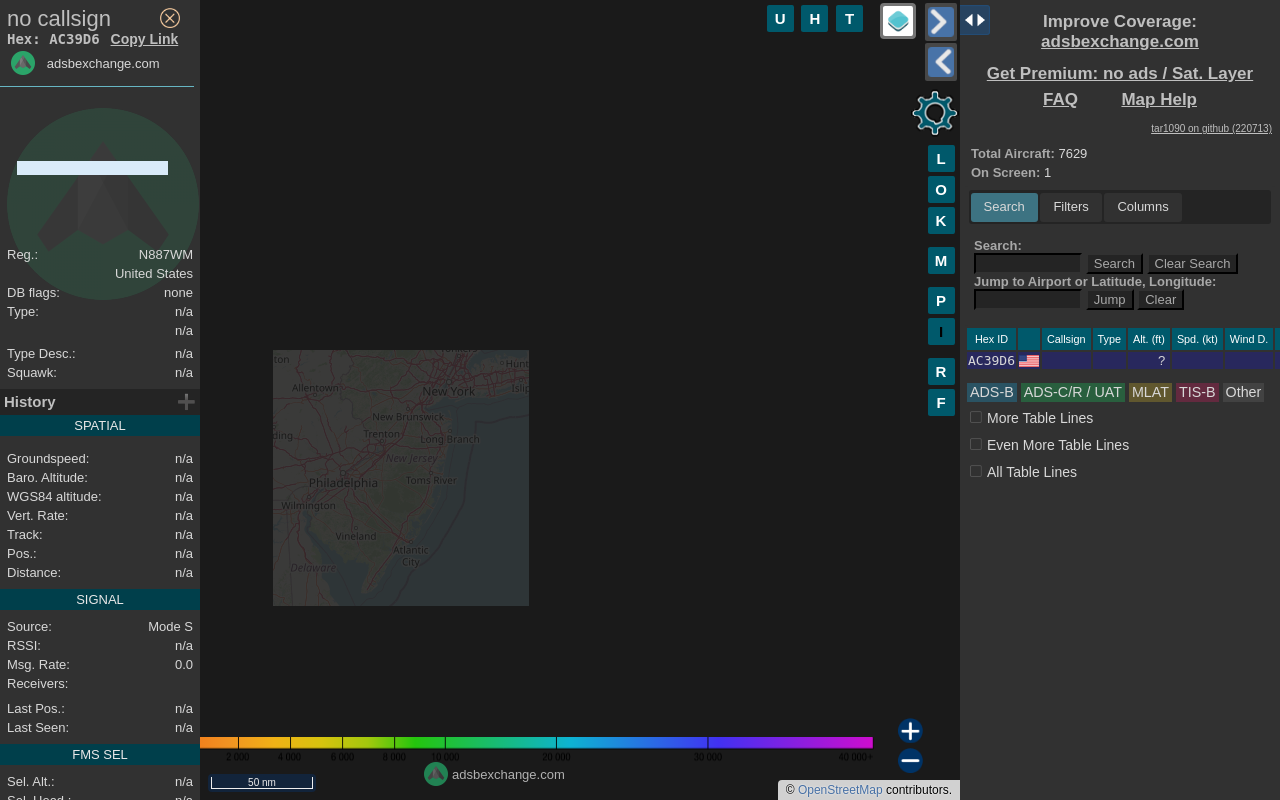 no callsign
Hex: AC39D6 Copy Link
adsbexchange.com
Reg.: N887WM
United States
DB flags: none
Type: n/a
n/a
Type Desc.: n/a
Squawk: n/a
History
SPATIAL
Groundspeed: n/a
Baro. Altitude: n/a
WGS84 altitude: n/a
Vert. Rate: n/a
Track: n/a
Pos.: n/a
Distance: n/a
SIGNAL
Source: Mode S
RSSI: n/a
Msg. Rate: 0.0
Receivers:
Last Pos.: n/a
Last Seen: n/a
FMS SEL
Sel. Alt.: n/a
Sel. Head.: n/a
U H T
L
O
K
M
P
I
R
F
ton
Hunt
Allentown
New York
Islip
New Brunswick
ding
Trenton
Long Branch
New Jersey
Philadelphia
Toms River
Wilmington
Vineland
Atlantic
City
Delaware
2 000 4 000 6 000 8 000 10 000 20 000 30 000 40 000+
adsbexchange.com
50 nm
© OpenStreetMap contributors.
Improve Coverage:
adsbexchange.com
Get Premium: no ads / Sat. Layer
FAQ Map Help
tar1090 on github (220713)
Total Aircraft: 7629
On Screen: 1
Search Filters Columns
Search:
Search Clear Search
Jump to Airport or Latitude, Longitude:
Jump Clear
Hex ID Callsign Type Alt. (ft) Spd. (kt) Wind D.
AC39D6 ?
ADS-B ADS-C/R / UAT MLAT TIS-B Other
More Table Lines
Even More Table Lines
All Table Lines